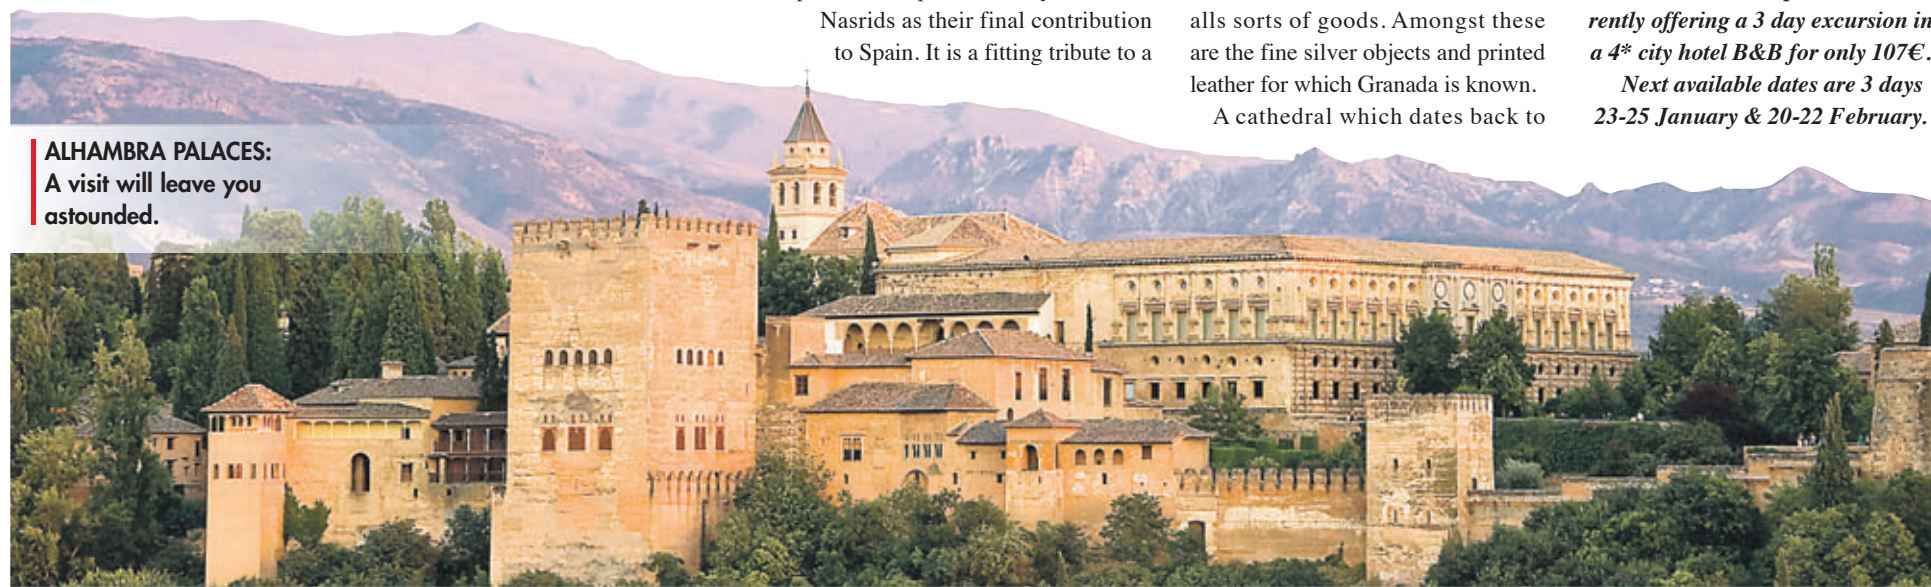 Nasrids as their final contribution
to Spain. It is a fitting tribute to a
alls sorts of goods. Amongst these
are the fine silver objects and printed
leather for which Granada is known.
A cathedral which dates back to
rently offering a 3 day excursion in
a 4* city hotel B&B for only 107€.
Next available dates are 3 days
23-25 January & 20-22 February.
ALHAMBRA PALACES:
A visit will leave you
astounded.